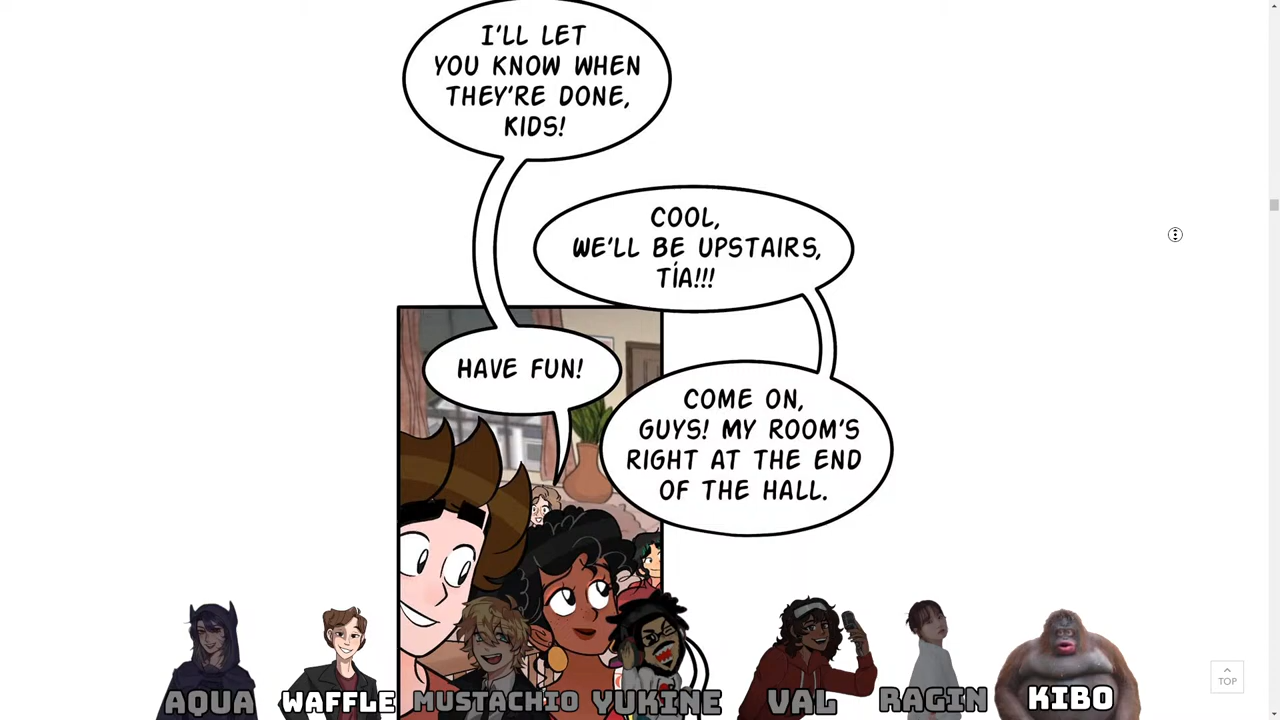 I'LL LET
YOU KNOW WHEN
THEY'RE DONE,
KIDS!
COOL,
WE'LL BE UPSTAIRS,
TÍA!!!
HAVE FUN!
COME ON,
GUYS! MY ROOM'S
RIGHT AT THE END
OF THE HALL.
TOP
AQUA WAFFLE MUSTACHIO YUKINE VAL RAGIN KIBO